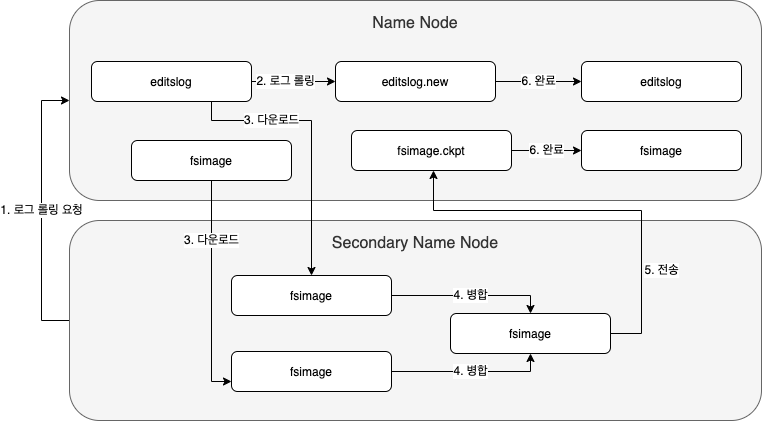 Name Node
editslog
2. 로그 롤링
editslog.new
6. 완료
editslog
3. 다운로드
fsimage
fsimage.ckpt
6. 완료
fsimage
1. 로그 롤링 요청
3. 다운로드
Secondary Name Node
5. 전송
fsimage
4. 병합
fsimage
fsimage
4. 병합